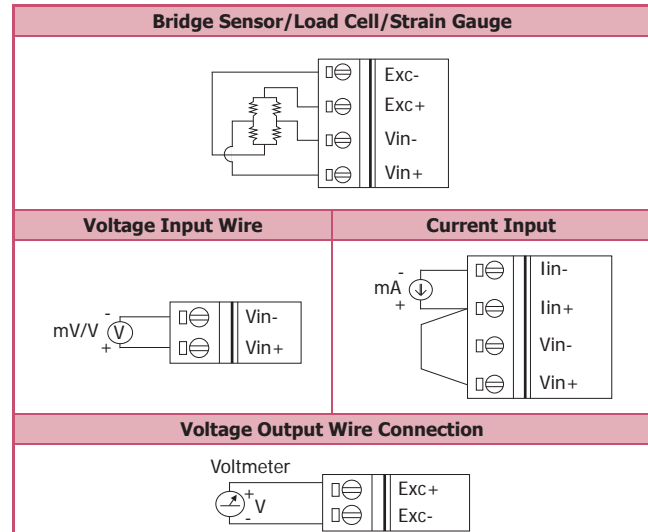 Bridge Sensor/Load Cell/Strain Gauge
Exc-
Exc+
Vin-
Vin+
Voltage Input Wire
Current Input
mV/V
-
V
+
Vin-
Vin+
mA
-
+
Iin-
Iin+
Vin-
Vin+
Voltage Output Wire Connection
Voltmeter
+
V
-
Exc+
Exc-